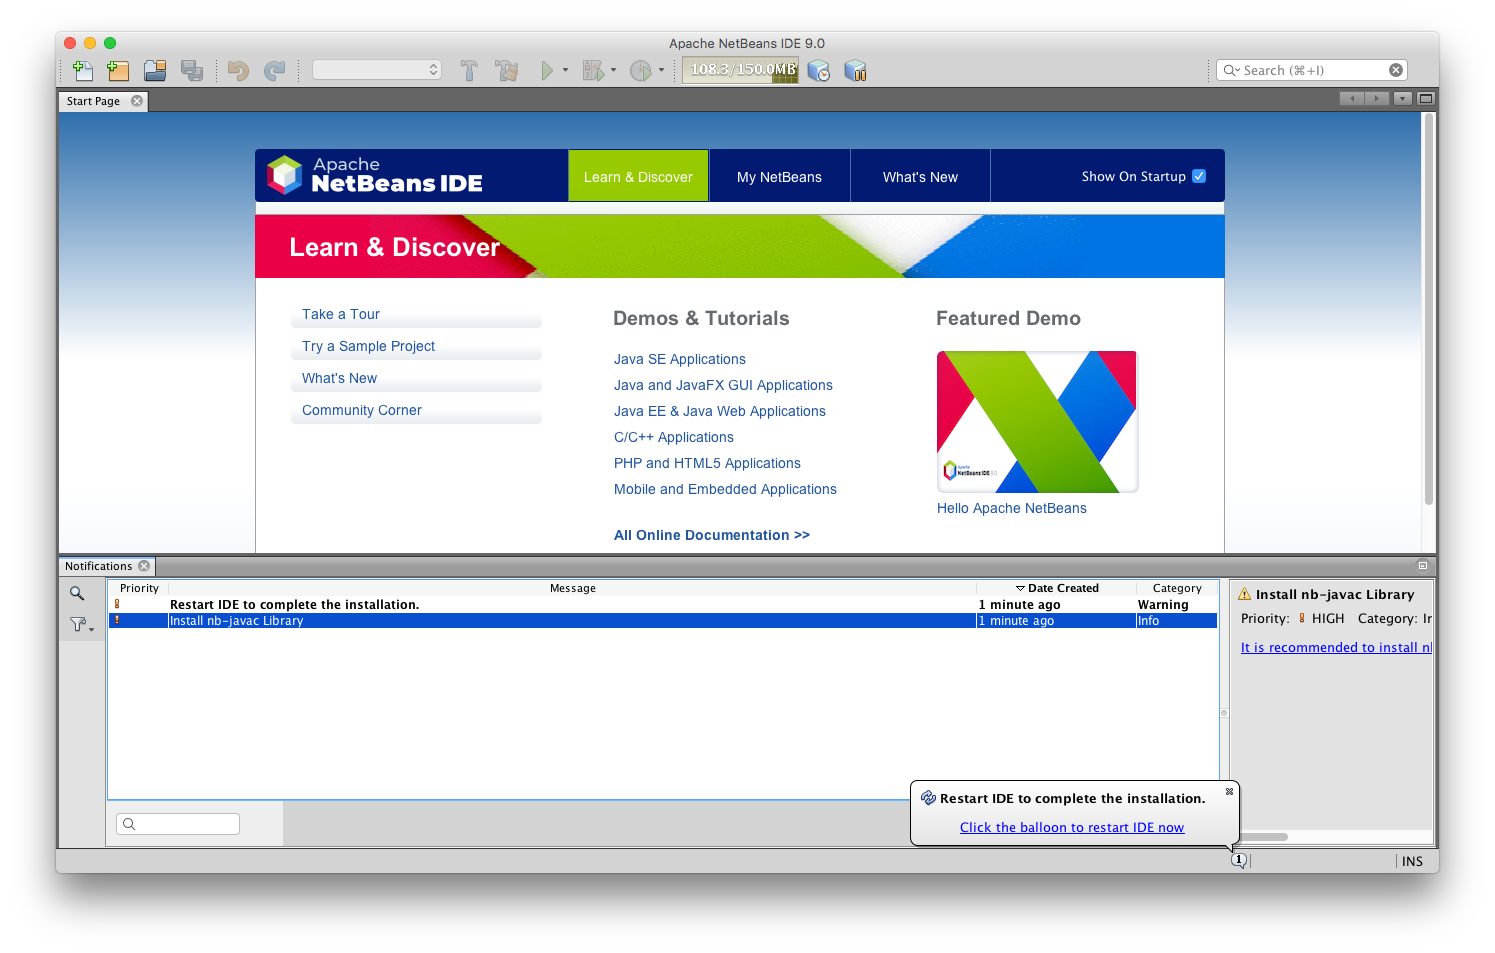 Apache NetBeans IDE 9.0
108.3/150.0MB
Search (⌘+I)
Start Page
Apache
NetBeans IDE
Learn & Discover
My NetBeans
What's New
Show On Startup
Learn & Discover
Take a Tour
Try a Sample Project
What's New
Community Corner
Demos & Tutorials
Java SE Applications
Java and JavaFX GUI Applications
Java EE & Java Web Applications
C/C++ Applications
PHP and HTML5 Applications
Mobile and Embedded Applications
All Online Documentation >>
Featured Demo
Apache
NetBeans IDE 9.0
Hello Apache NetBeans
Notifications
Priority Message Date Created Category
Restart IDE to complete the installation. 1 minute ago Warning
Install nb-javac Library 1 minute ago Info
Install nb-javac Library
Priority: HIGH Category: Ir
It is recommended to install n
Restart IDE to complete the installation.
Click the balloon to restart IDE now
1
INS